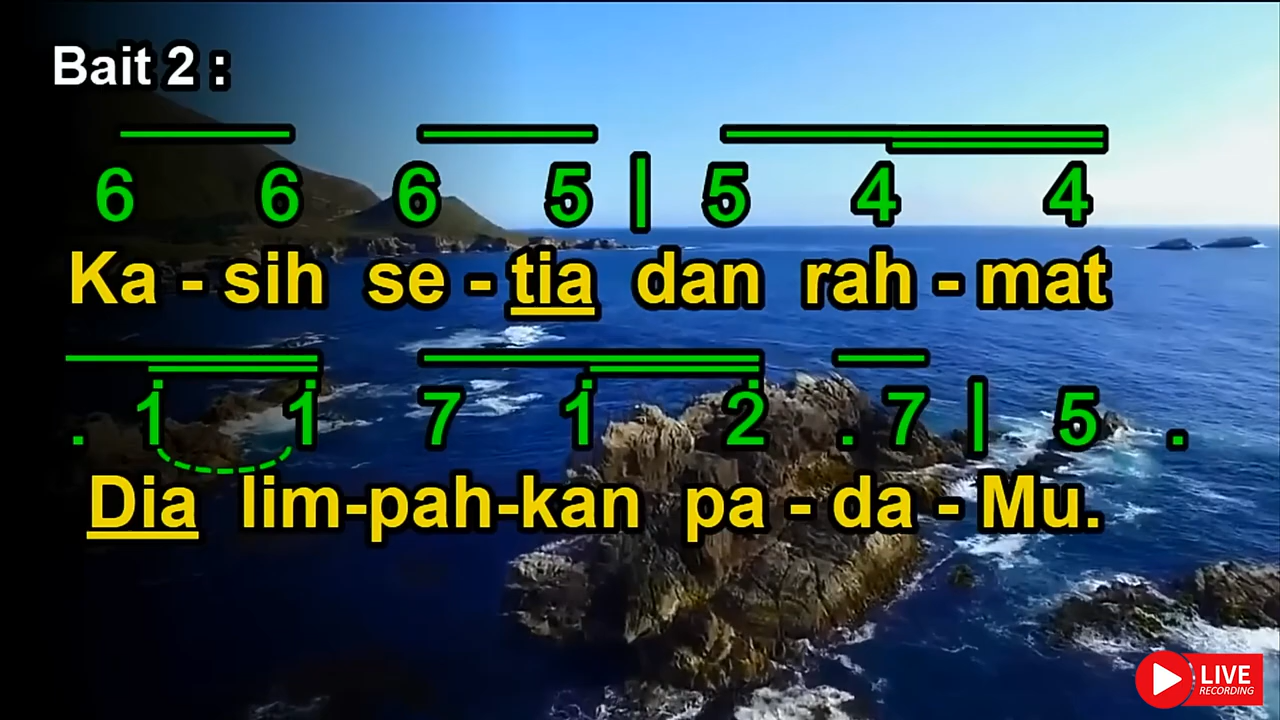 Bait 2 :
6 6 6 5 | 5 4 4
Ka - sih se - tia dan rah - mat
. 1̇ 1̇ 7 1̇ 2̇ . 7 | 5 .
Dia lim-pah-kan pa - da - Mu.
LIVE
RECORDING